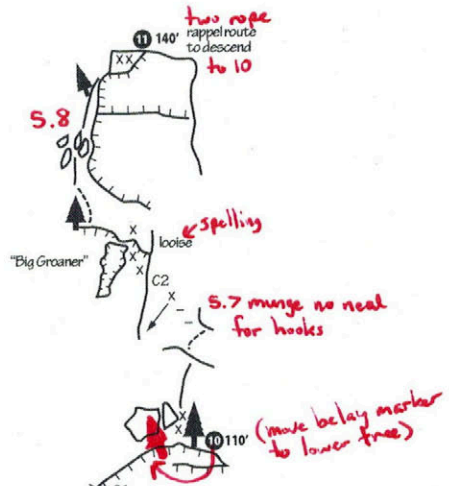 two rope
11 140' rappel route
to descend
to 10
5.8
spelling
looise
"Big Groaner"
C2
5.7 munge no neal
for hooks
(move belay marker
to lower tree)
10 110'